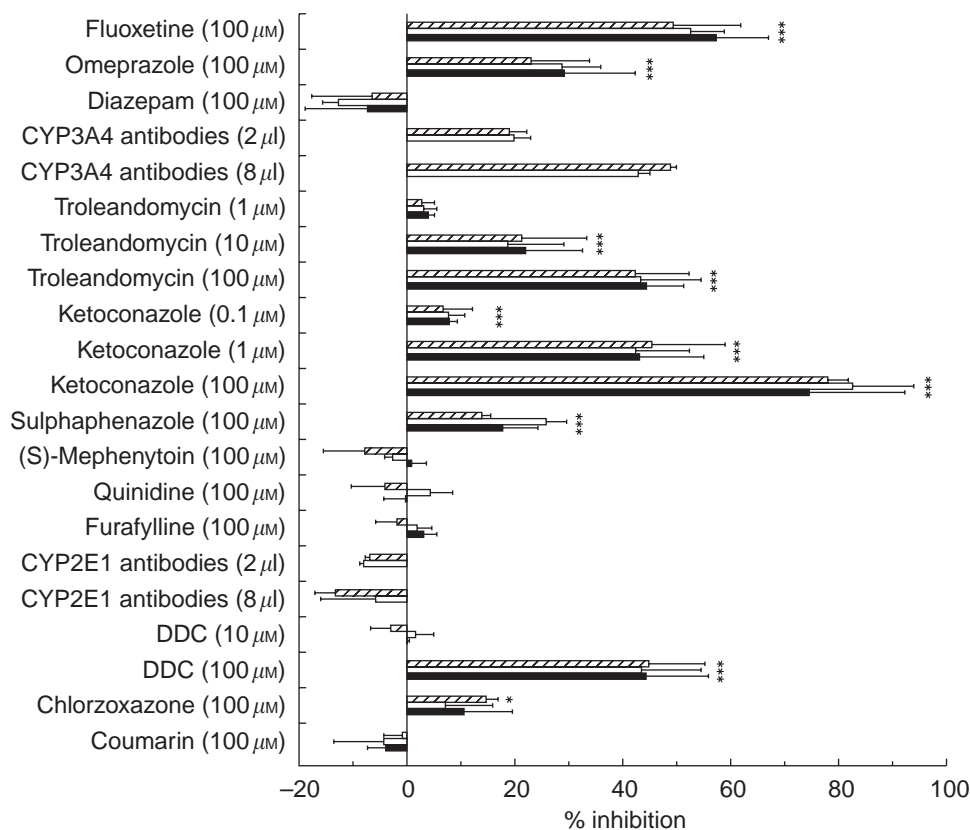 Fluoxetine (100 μM)
***
Omeprazole (100 μM)
***
Diazepam (100 μM)
CYP3A4 antibodies (2 μl)
CYP3A4 antibodies (8 μl)
Troleandomycin (1 μM)
Troleandomycin (10 μM)
***
Troleandomycin (100 μM)
***
Ketoconazole (0.1 μM)
***
Ketoconazole (1 μM)
***
Ketoconazole (100 μM)
***
Sulphaphenazole (100 μM)
***
(S)-Mephenytoin (100 μM)
Quinidine (100 μM)
Furafylline (100 μM)
CYP2E1 antibodies (2 μl)
CYP2E1 antibodies (8 μl)
DDC (10 μM)
DDC (100 μM)
***
Chlorzoxazone (100 μM)
*
Coumarin (100 μM)
–20 0 20 40 60 80 100
% inhibition